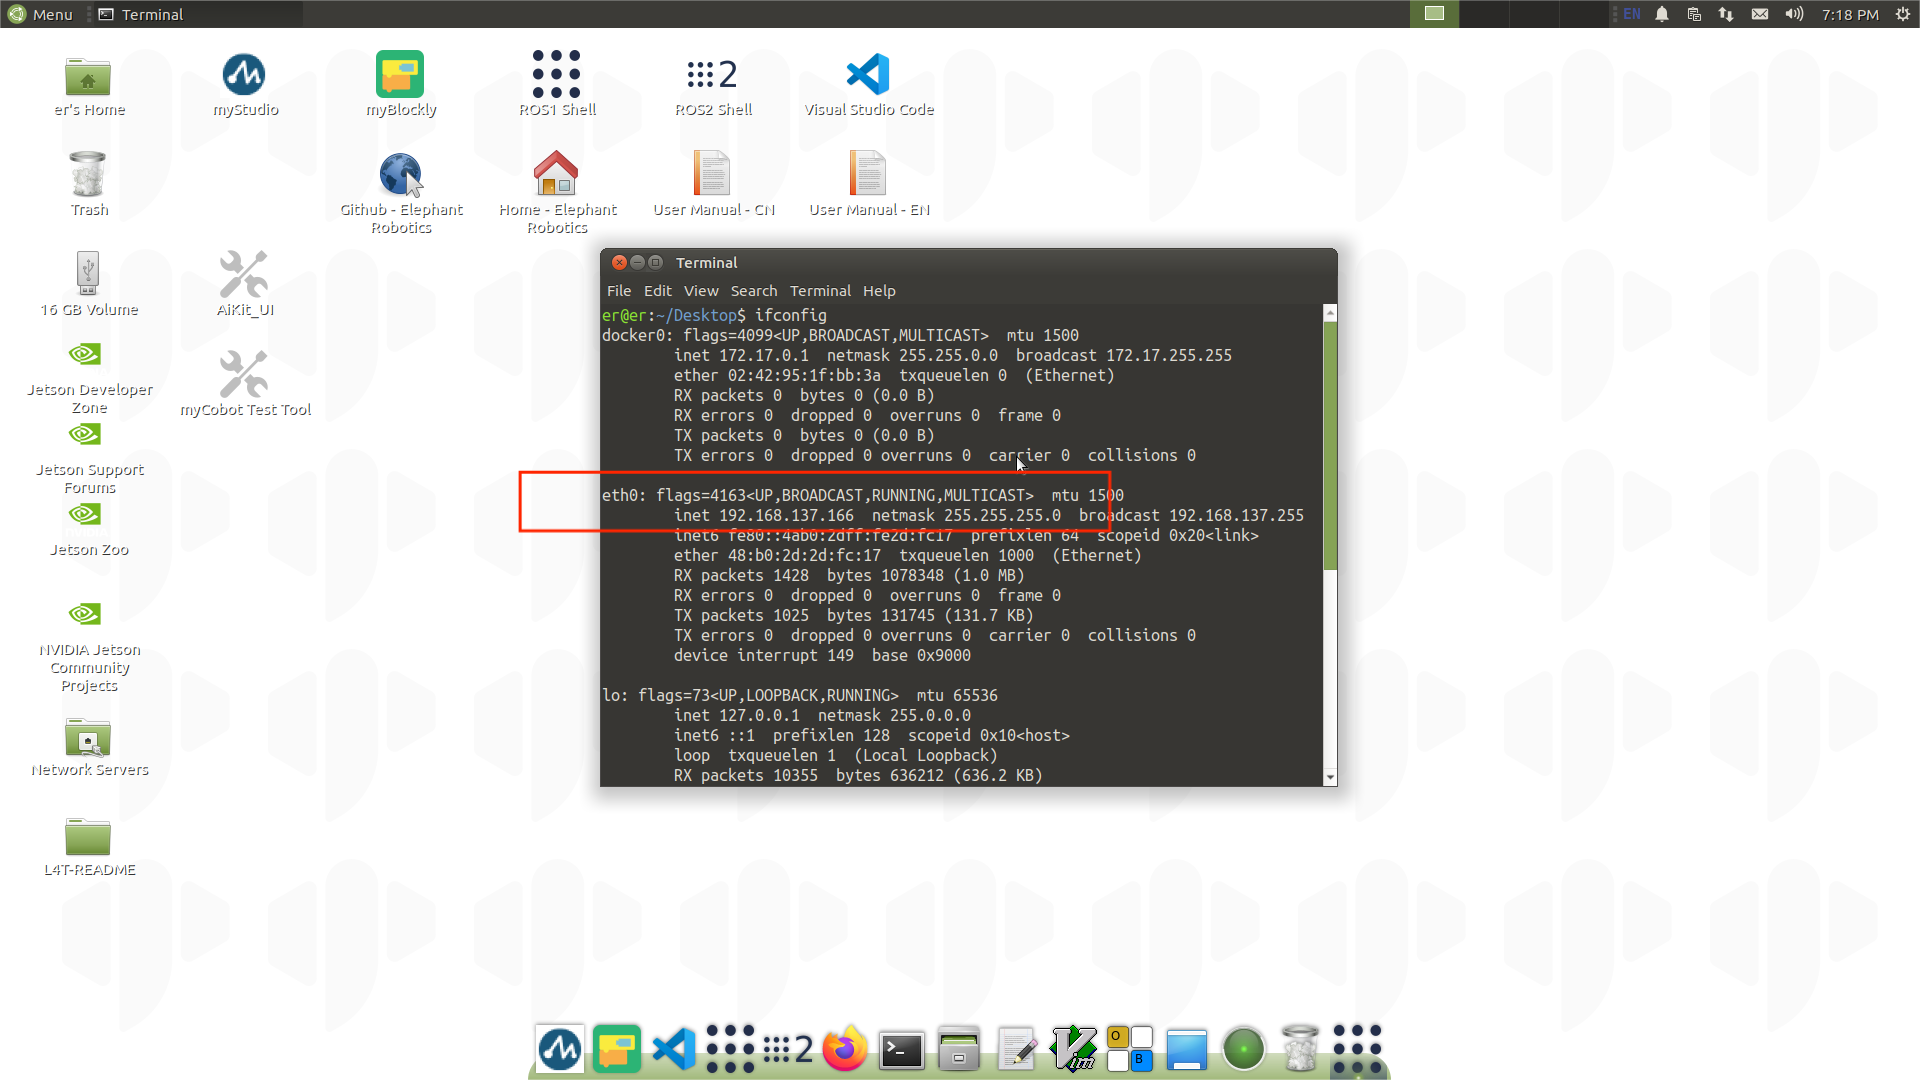 Menu
Terminal
EN
7:18 PM
er's Home
myStudio
myBlockly
ROS1 Shell
2
ROS2 Shell
Visual Studio Code
Trash
Github - Elephant
Robotics
Home - Elephant
Robotics
User Manual - CN
User Manual - EN
16 GB Volume
AiKit_UI
Jetson Developer
Zone
myCobot Test Tool
Jetson Support
Forums
Jetson Zoo
NVIDIA Jetson
Community
Projects
Network Servers
L4T-README
Terminal
File Edit View Search Terminal Help
er@er:~/Desktop$ ifconfig
docker0: flags=4099<UP,BROADCAST,MULTICAST>  mtu 1500
        inet 172.17.0.1  netmask 255.255.0.0  broadcast 172.17.255.255
        ether 02:42:95:1f:bb:3a  txqueuelen 0  (Ethernet)
        RX packets 0  bytes 0 (0.0 B)
        RX errors 0  dropped 0  overruns 0  frame 0
        TX packets 0  bytes 0 (0.0 B)
        TX errors 0  dropped 0 overruns 0  carrier 0  collisions 0
eth0: flags=4163<UP,BROADCAST,RUNNING,MULTICAST>  mtu 1500
        inet 192.168.137.166  netmask 255.255.255.0  broadcast 192.168.137.255
        inet6 fe80::4ab0:2dff:fe2d:fc17  prefixlen 64  scopeid 0x20<link>
        ether 48:b0:2d:2d:fc:17  txqueuelen 1000  (Ethernet)
        RX packets 1428  bytes 1078348 (1.0 MB)
        RX errors 0  dropped 0  overruns 0  frame 0
        TX packets 1025  bytes 131745 (131.7 KB)
        TX errors 0  dropped 0 overruns 0  carrier 0  collisions 0
        device interrupt 149  base 0x9000
lo: flags=73<UP,LOOPBACK,RUNNING>  mtu 65536
        inet 127.0.0.1  netmask 255.0.0.0
        inet6 ::1  prefixlen 128  scopeid 0x10<host>
        loop  txqueuelen 1  (Local Loopback)
        RX packets 10355  bytes 636212 (636.2 KB)
2
Vim
O
B